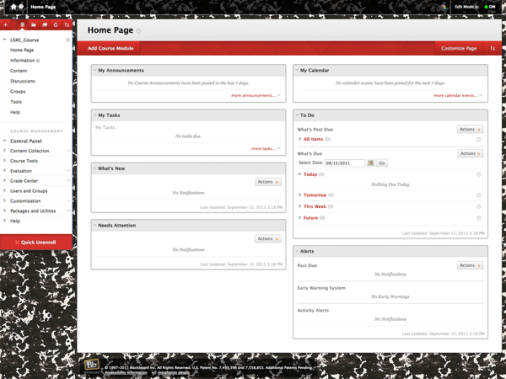 Home Page
Edit Mode is: ON
LSRC_Course
Home Page
Information
Content
Discussions
Groups
Tools
Help
COURSE MANAGEMENT
Control Panel
Content Collection
Course Tools
Evaluation
Grade Center
Users and Groups
Customization
Packages and Utilities
Help
Quick Unenroll
Home Page
Add Course Module
Customize Page
My Announcements
No Course Announcements have been posted in the last 7 days.
more announcements...
My Tasks
My Tasks:
No tasks due.
more tasks...
What's New
Actions
No Notifications
Last Updated: September 15, 2011 3:18 PM
Needs Attention
Actions
No Notifications
Last Updated: September 15, 2011 3:18 PM
My Calendar
No calendar events have been posted for the next 7 days.
more calendar events...
To Do
What's Past Due
Actions
All Items (0)
What's Due
Actions
Select Date: 09/15/2011 Go
Today (0)
Nothing Due Today
Tomorrow (0)
This Week (0)
Future (0)
Last Updated: September 15, 2011 3:18 PM
Alerts
Past Due
Actions
No Notifications
Early Warning System
No Early Warnings
Activity Alerts
No Notifications
Last Updated: September 15, 2011 3:18 PM
Bb
© 1997-2011 Blackboard Inc. All Rights Reserved. U.S. Patent No. 7,493,396 and 7,558,853. Additional Patents Pending.
Accessibility information
Installation details